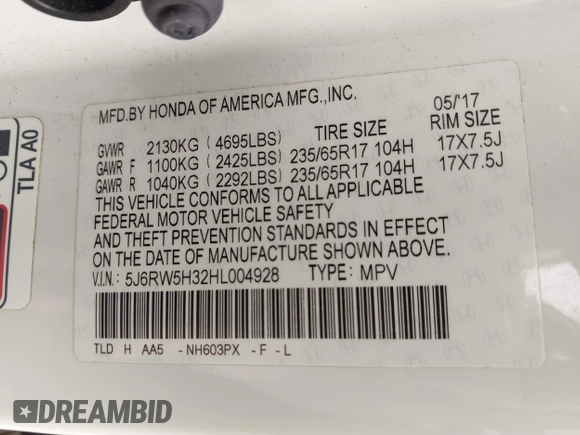 MFD.BY HONDA OF AMERICA MFG.,INC.
05/'17
GVWR 2130KG (4695LBS) TIRE SIZE RIM SIZE
GAWR F 1100KG (2425LBS) 235/65R17 104H 17X7.5J
GAWR R 1040KG (2292LBS) 235/65R17 104H 17X7.5J
THIS VEHICLE CONFORMS TO ALL APPLICABLE
FEDERAL MOTOR VEHICLE SAFETY
AND THEFT PREVENTION STANDARDS IN EFFECT
ON THE DATE OF MANUFACTURE SHOWN ABOVE.
V.I.N.: 5J6RW5H32HL004928 TYPE: MPV
TLD H AA5 -NH603PX -F -L
TLA A0
DREAMBID